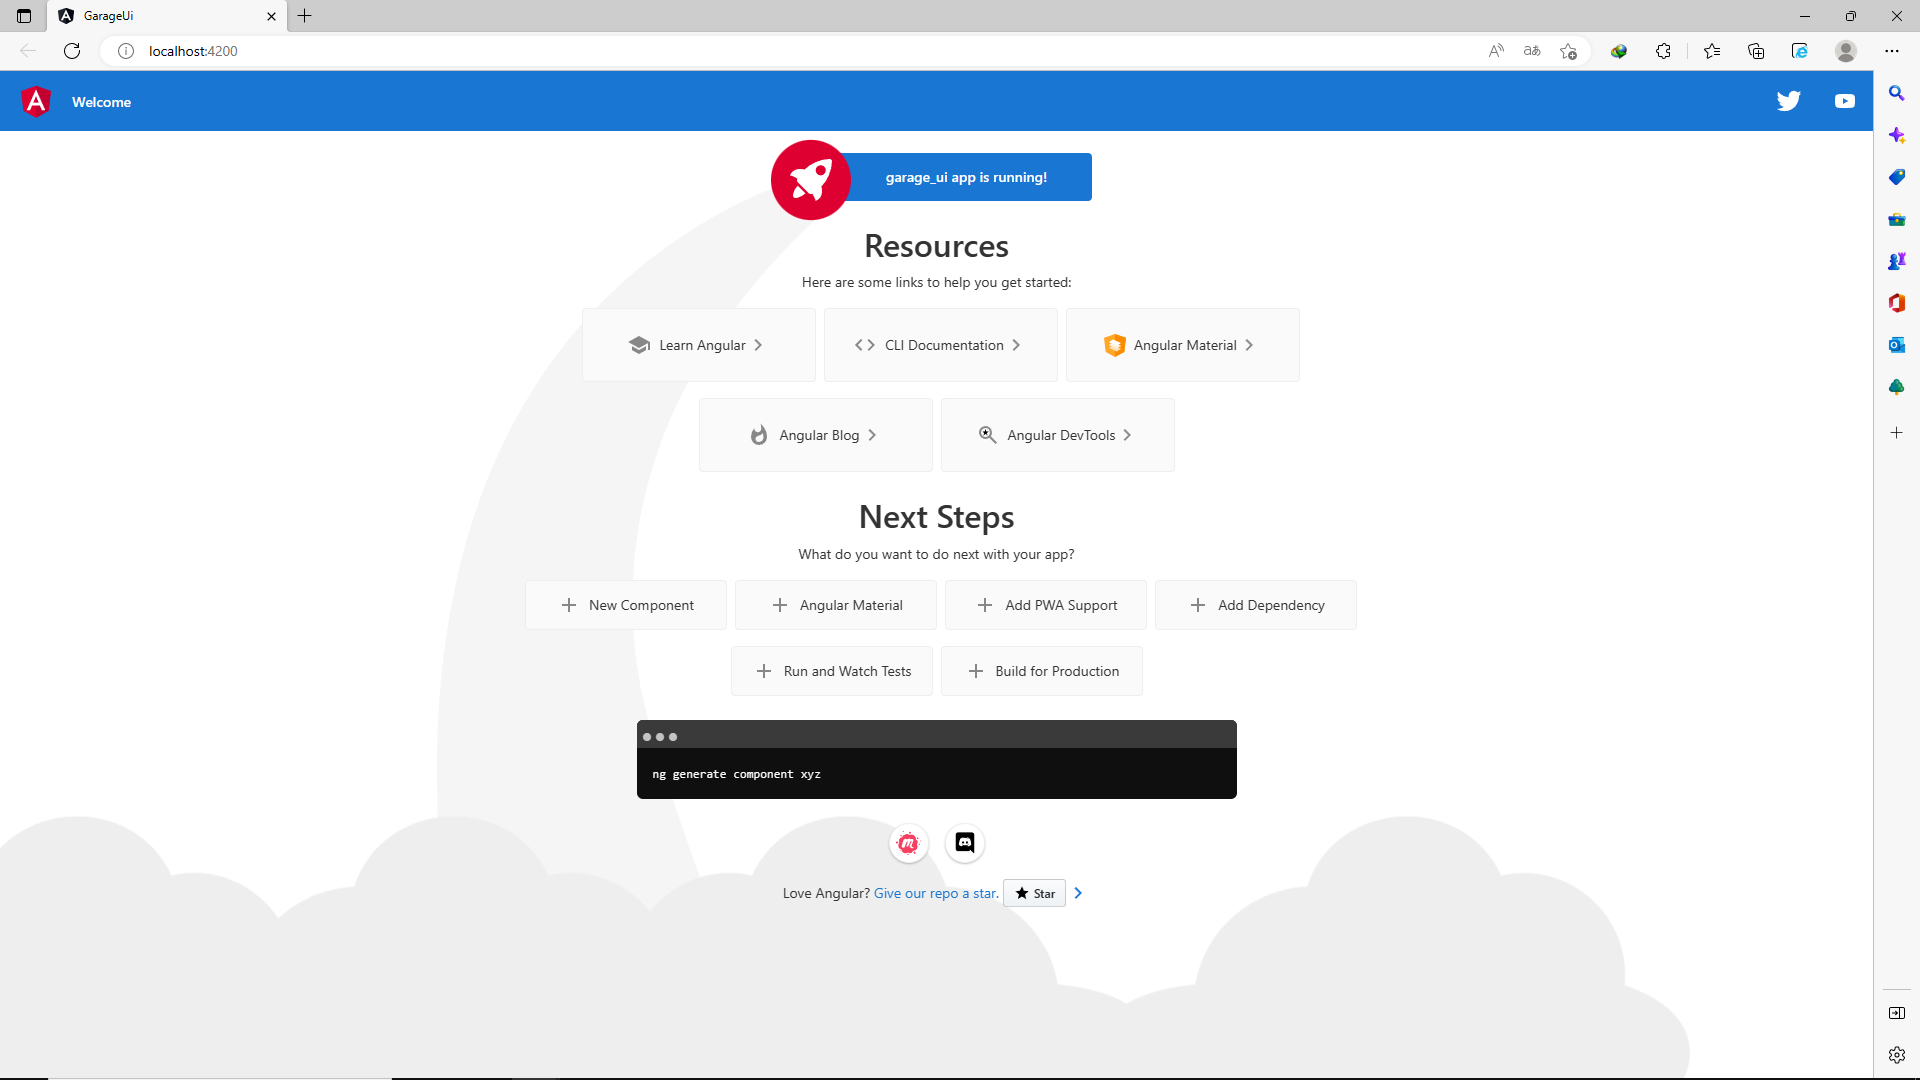 GarageUi
localhost:4200
Welcome
garage_ui app is running!
Resources
Here are some links to help you get started:
Learn Angular
CLI Documentation
Angular Material
Angular Blog
Angular DevTools
Next Steps
What do you want to do next with your app?
New Component
Angular Material
Add PWA Support
Add Dependency
Run and Watch Tests
Build for Production
ng generate component xyz
Love Angular? Give our repo a star. Star